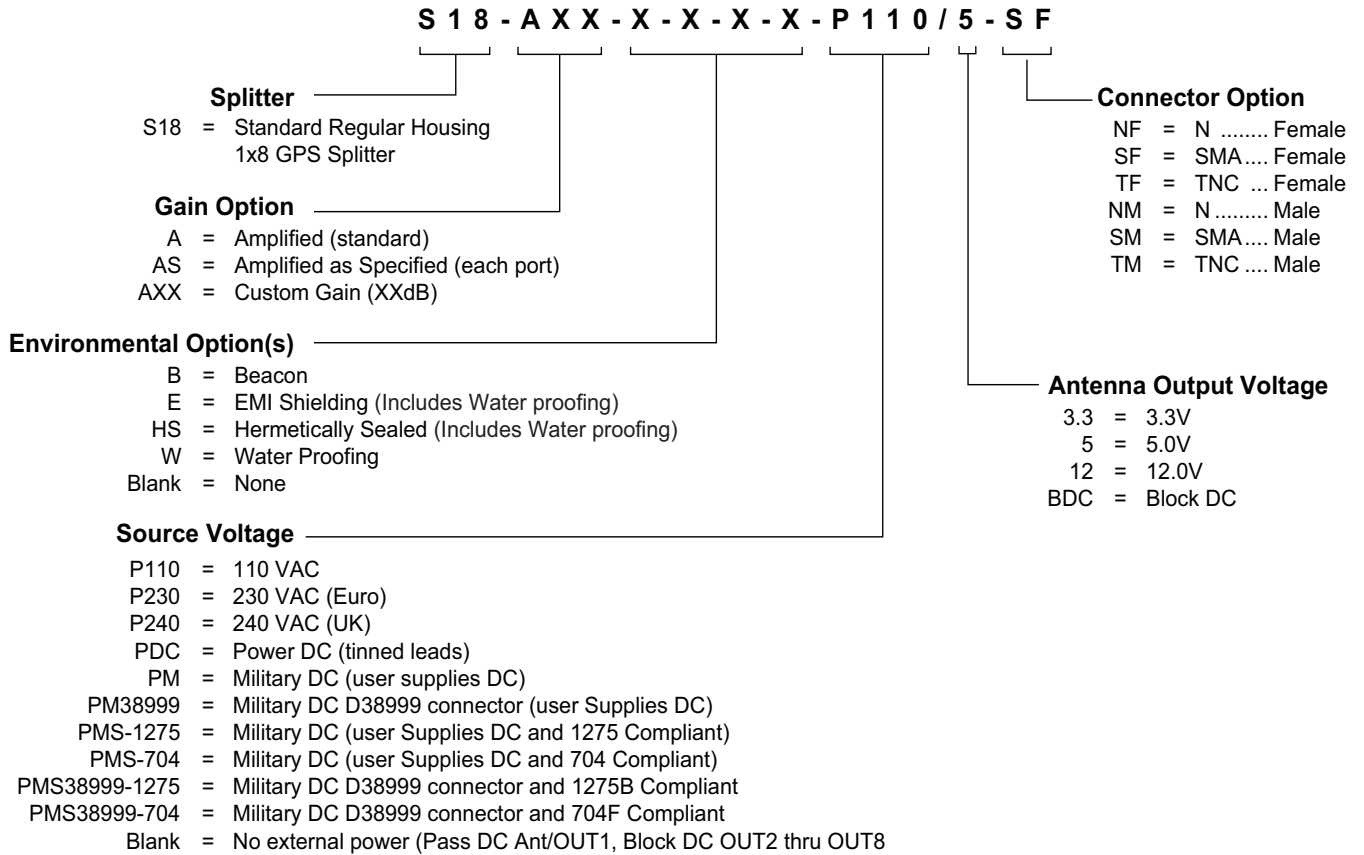 S18-AXX-X-X-X-X-P110/5-SF
Splitter
S18 = Standard Regular Housing
1x8 GPS Splitter
Gain Option
A = Amplified (standard)
AS = Amplified as Specified (each port)
AXX = Custom Gain (XXdB)
Environmental Option(s)
B = Beacon
E = EMI Shielding (Includes Water proofing)
HS = Hermetically Sealed (Includes Water proofing)
W = Water Proofing
Blank = None
Source Voltage
P110 = 110 VAC
P230 = 230 VAC (Euro)
P240 = 240 VAC (UK)
PDC = Power DC (tinned leads)
PM = Military DC (user supplies DC)
PM38999 = Military DC D38999 connector (user Supplies DC)
PMS-1275 = Military DC (user Supplies DC and 1275 Compliant)
PMS-704 = Military DC (user Supplies DC and 704 Compliant)
PMS38999-1275 = Military DC D38999 connector and 1275B Compliant
PMS38999-704 = Military DC D38999 connector and 704F Compliant
Blank = No external power (Pass DC Ant/OUT1, Block DC OUT2 thru OUT8
Connector Option
NF = N ........ Female
SF = SMA .... Female
TF = TNC ... Female
NM = N ......... Male
SM = SMA .... Male
TM = TNC .... Male
Antenna Output Voltage
3.3 = 3.3V
5 = 5.0V
12 = 12.0V
BDC = Block DC